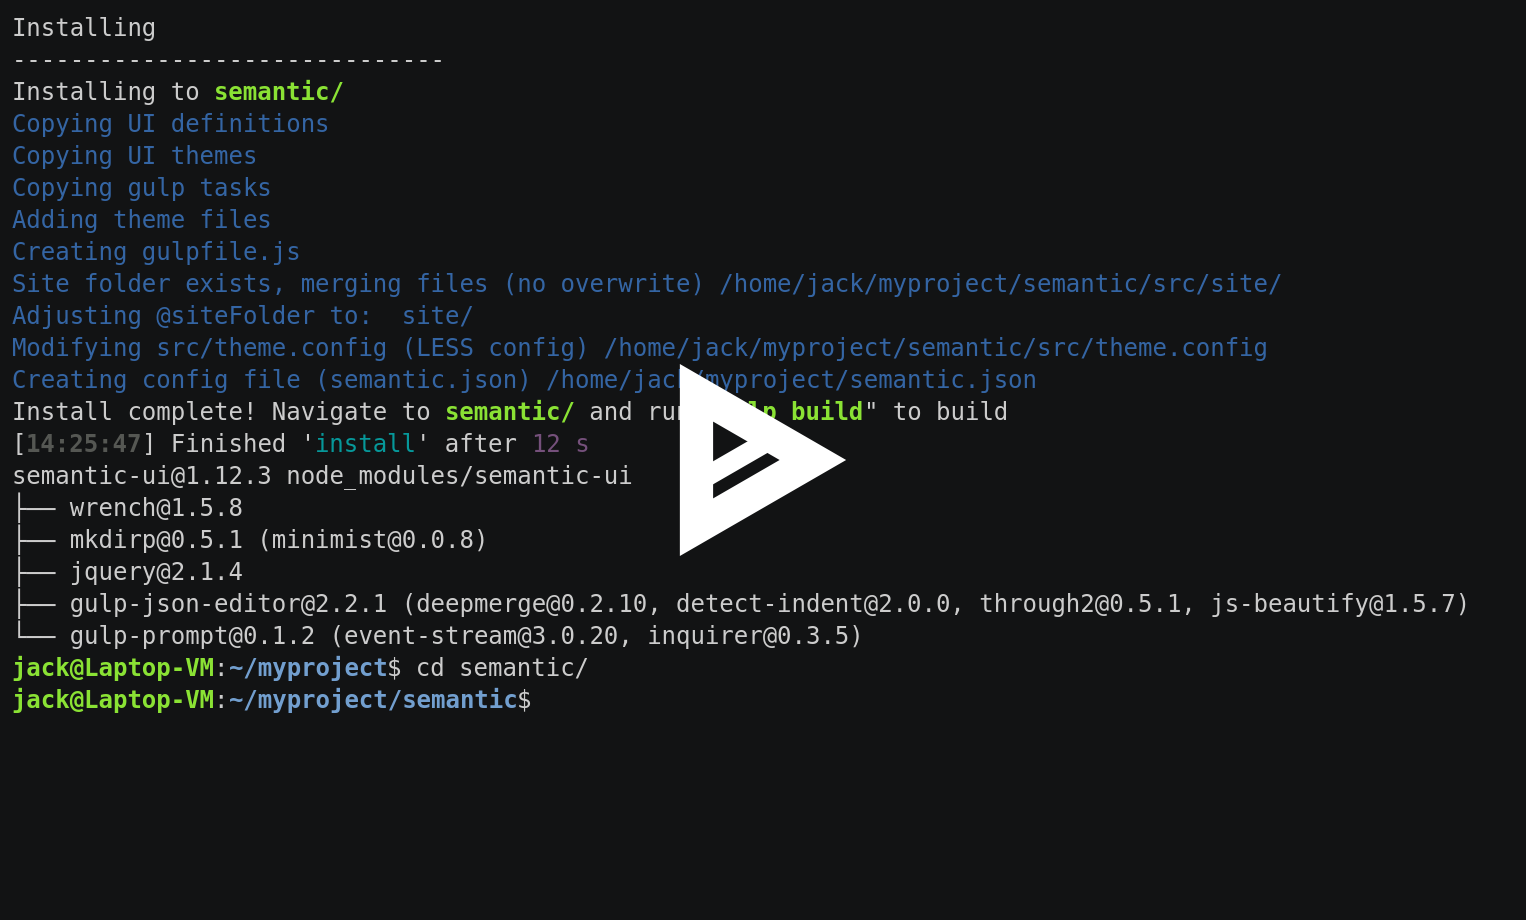 Installing
------------------------------
Installing to semantic/
Copying UI definitions
Copying UI themes
Copying gulp tasks
Adding theme files
Creating gulpfile.js
Site folder exists, merging files (no overwrite) /home/jack/myproject/semantic/src/site/
Adjusting @siteFolder to:  site/
Modifying src/theme.config (LESS config) /home/jack/myproject/semantic/src/theme.config
Creating config file (semantic.json) /home/jack/myproject/semantic.json
Install complete! Navigate to semantic/ and run build" to build
[14:25:47] Finished 'install' after 12 s
semantic-ui@1.12.3 node_modules/semantic-ui
├── wrench@1.5.8
├── mkdirp@0.5.1 (minimist@0.0.8)
├── jquery@2.1.4
├── gulp-json-editor@2.2.1 (deepmerge@0.2.10, detect-indent@2.0.0, through2@0.5.1, js-beautify@1.5.7)
└── gulp-prompt@0.1.2 (event-stream@3.0.20, inquirer@0.3.5)
jack@Laptop-VM:~/myproject$ cd semantic/
jack@Laptop-VM:~/myproject/semantic$